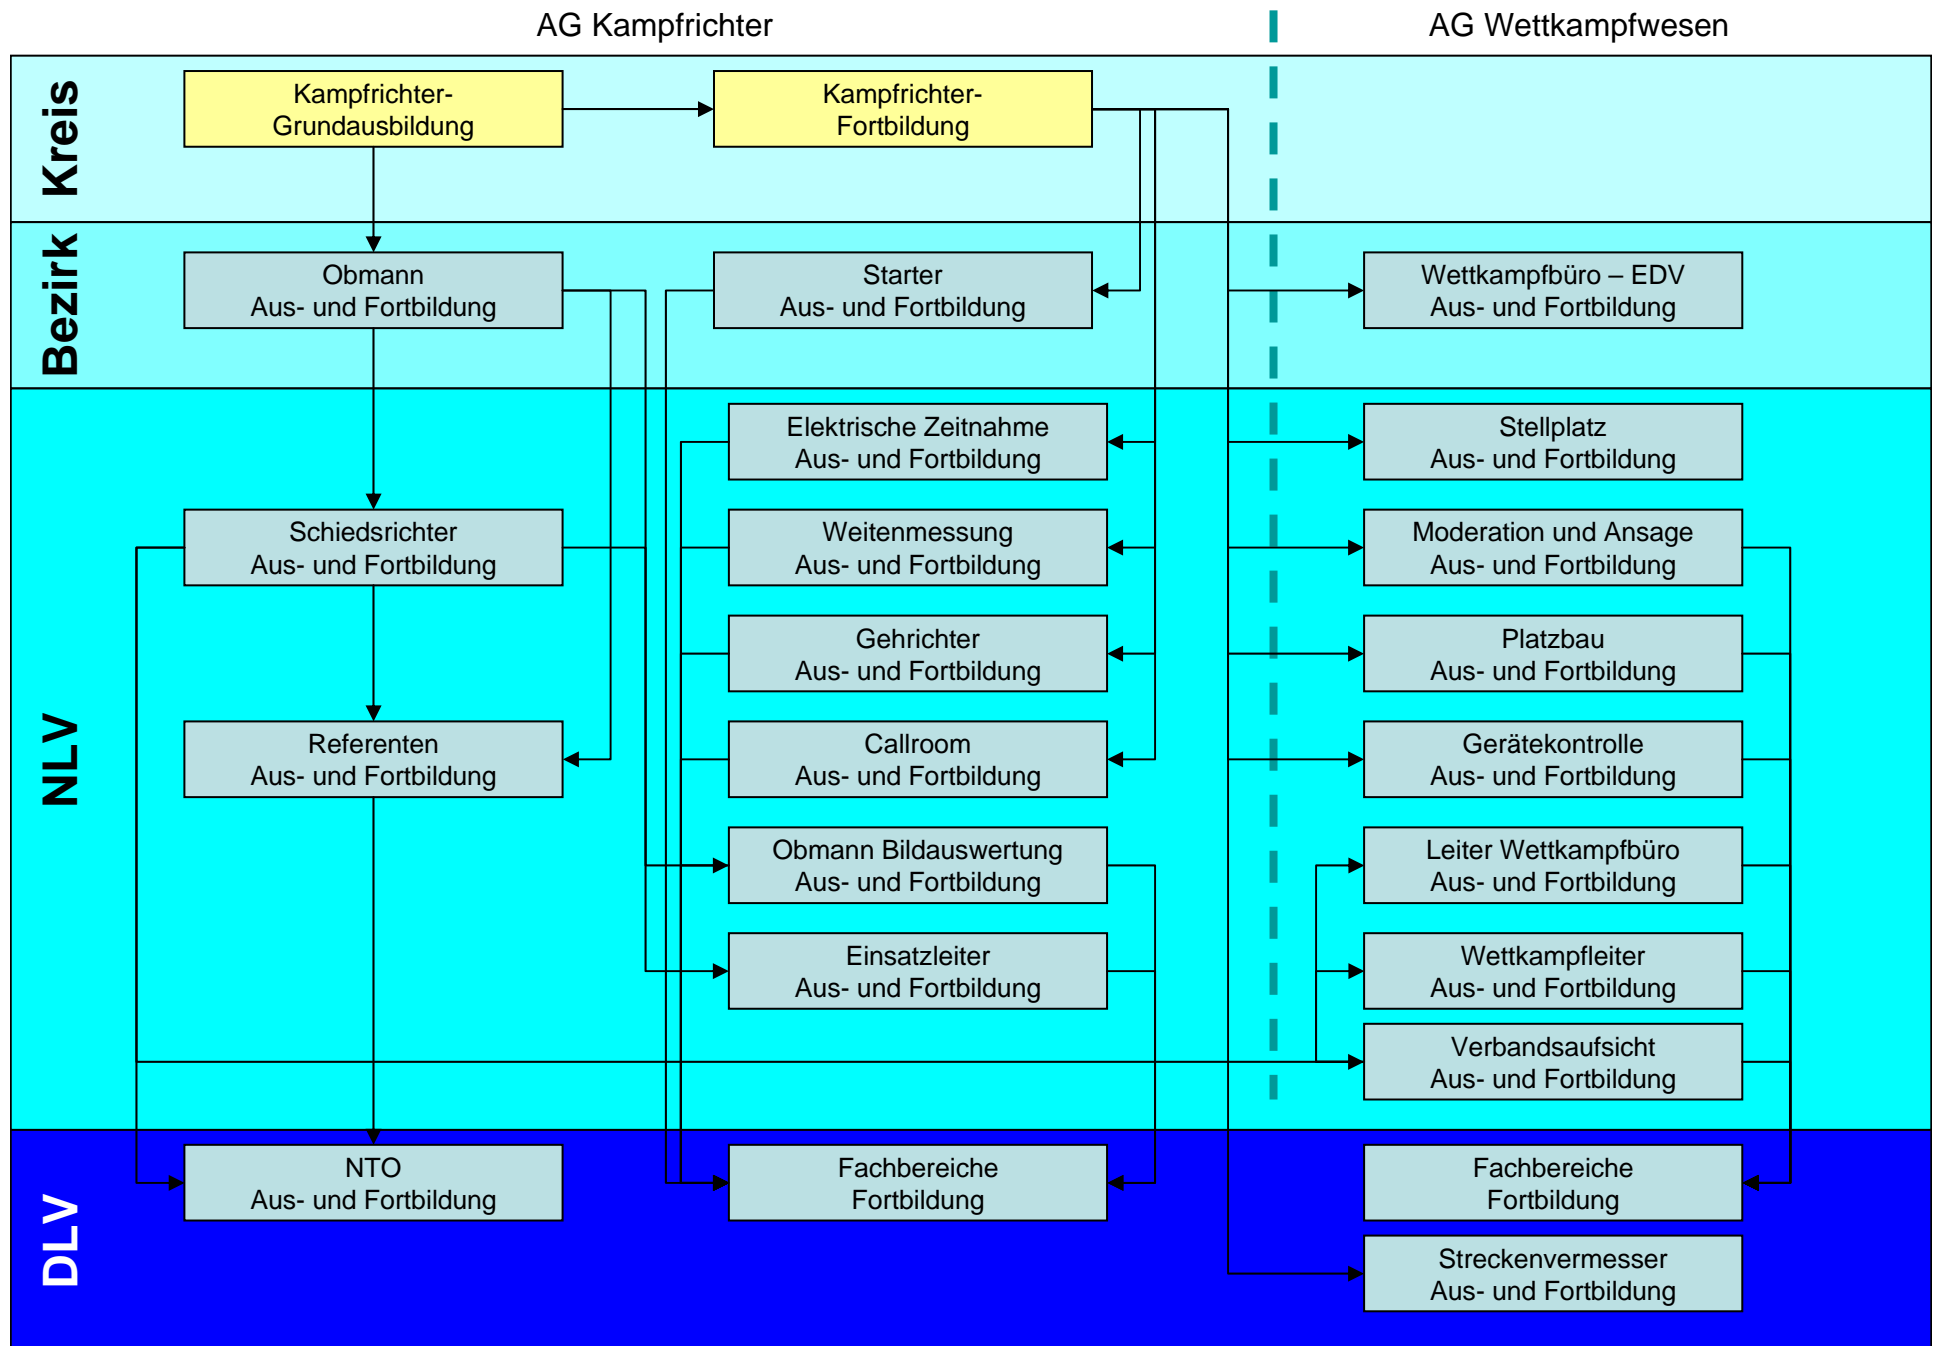 AG Kampfrichter
AG Wettkampfwesen
Kreis
Kampfrichter-
Grundausbildung
Kampfrichter-
Fortbildung
Bezirk
Obmann
Aus- und Fortbildung
Starter
Aus- und Fortbildung
Wettkampfbüro – EDV
Aus- und Fortbildung
NLV
Elektrische Zeitnahme
Aus- und Fortbildung
Stellplatz
Aus- und Fortbildung
Schiedsrichter
Aus- und Fortbildung
Weitenmessung
Aus- und Fortbildung
Moderation und Ansage
Aus- und Fortbildung
Gehrichter
Aus- und Fortbildung
Platzbau
Aus- und Fortbildung
Referenten
Aus- und Fortbildung
Callroom
Aus- und Fortbildung
Gerätekontrolle
Aus- und Fortbildung
Obmann Bildauswertung
Aus- und Fortbildung
Leiter Wettkampfbüro
Aus- und Fortbildung
Einsatzleiter
Aus- und Fortbildung
Wettkampfleiter
Aus- und Fortbildung
Verbandsaufsicht
Aus- und Fortbildung
DLV
NTO
Aus- und Fortbildung
Fachbereiche
Fortbildung
Fachbereiche
Fortbildung
Streckenvermesser
Aus- und Fortbildung